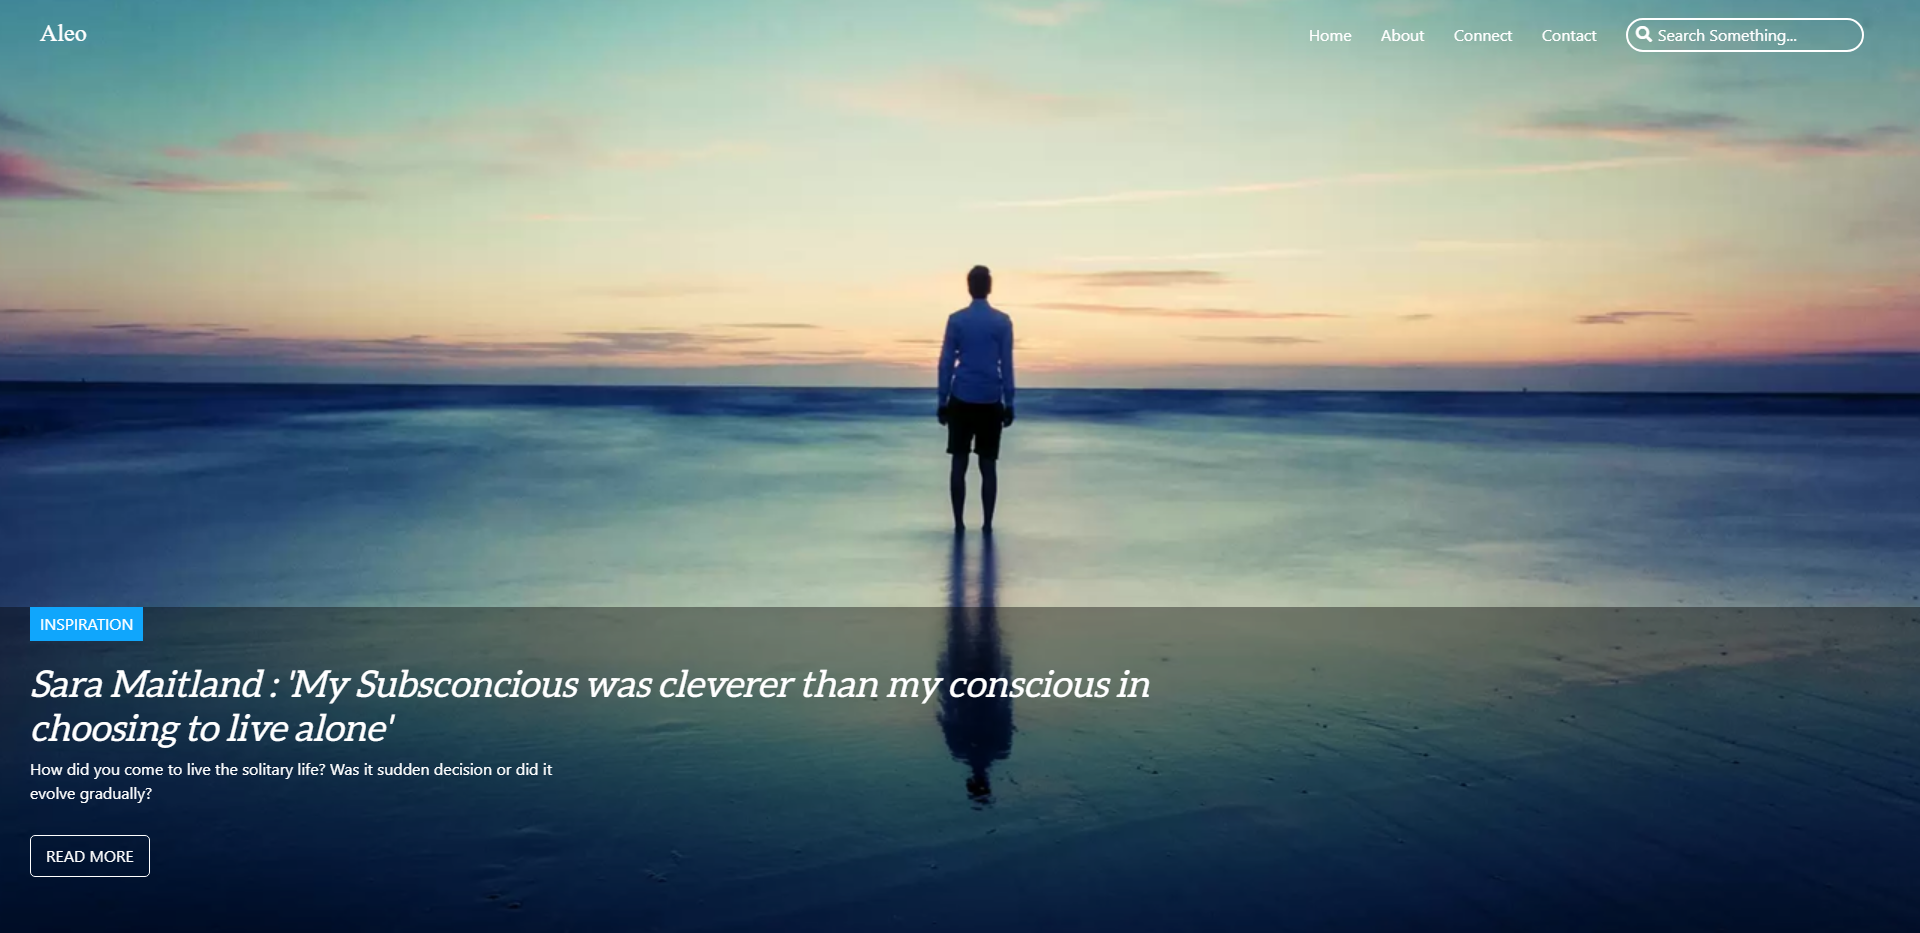 Aleo
Home About Connect Contact Search Something...
INSPIRATION
Sara Maitland : 'My Subsconcious was cleverer than my conscious in
choosing to live alone'
How did you come to live the solitary life? Was it sudden decision or did it
evolve gradually?
READ MORE